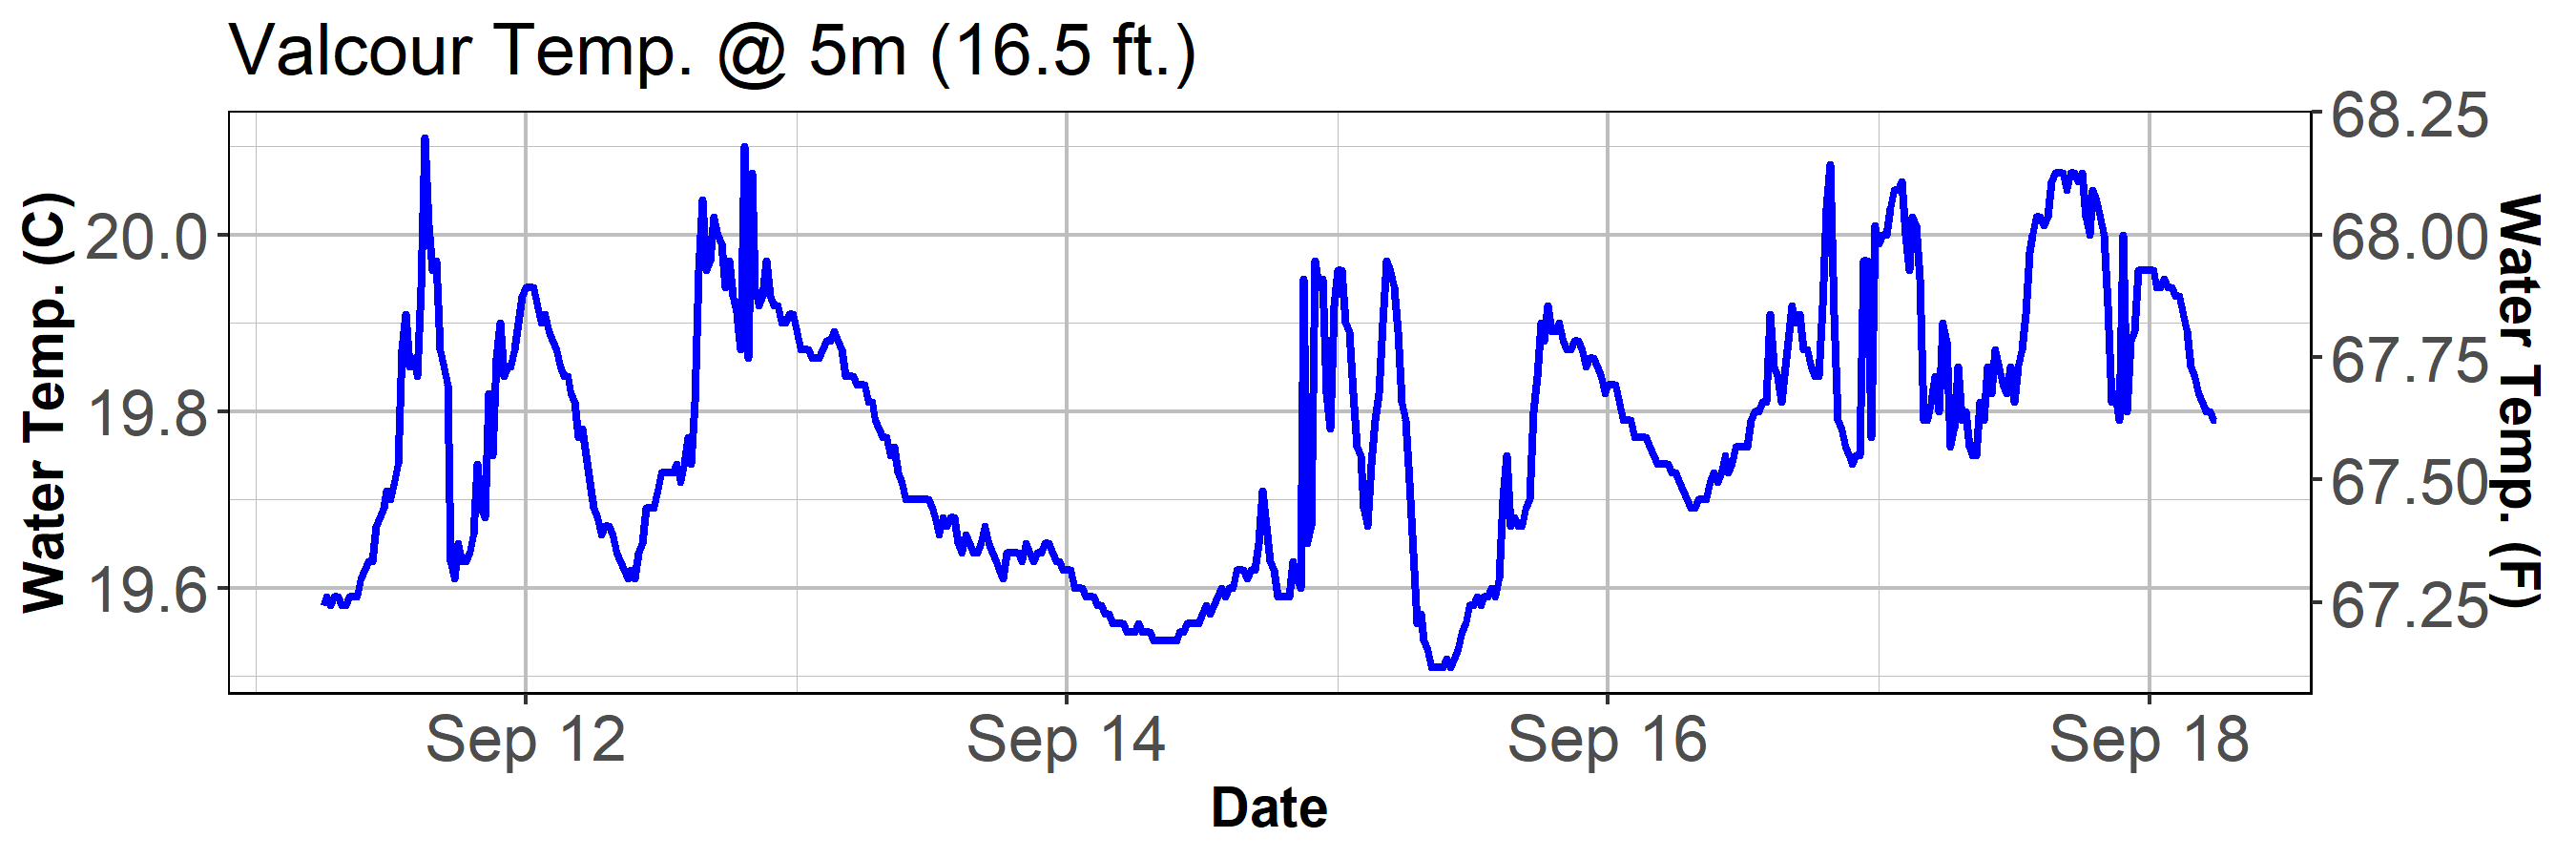 Valcour Temp. @ 5m (16.5 ft.)
Water Temp. (C)
20.0
19.8
19.6
68.25
68.00
67.75
67.50
67.25
Water Temp. (F)
Sep 12 Sep 14 Sep 16 Sep 18
Date